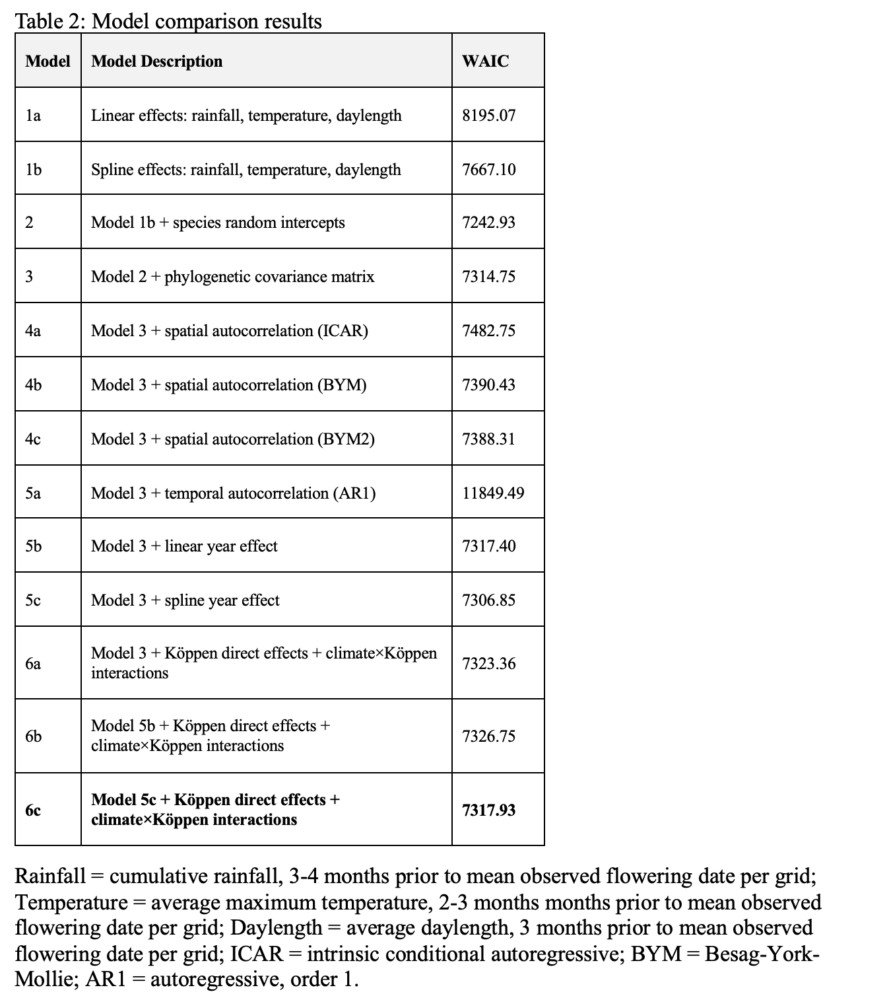 Table 2: Model comparison results
Model Model Description WAIC
1a Linear effects: rainfall, temperature, daylength 8195.07
1b Spline effects: rainfall, temperature, daylength 7667.10
2 Model 1b + species random intercepts 7242.93
3 Model 2 + phylogenetic covariance matrix 7314.75
4a Model 3 + spatial autocorrelation (ICAR) 7482.75
4b Model 3 + spatial autocorrelation (BYM) 7390.43
4c Model 3 + spatial autocorrelation (BYM2) 7388.31
5a Model 3 + temporal autocorrelation (AR1) 11849.49
5b Model 3 + linear year effect 7317.40
5c Model 3 + spline year effect 7306.85
6a Model 3 + Köppen direct effects + climate×Köppen
interactions 7323.36
6b Model 5b + Köppen direct effects +
climate×Köppen interactions 7326.75
6c Model 5c + Köppen direct effects +
climate×Köppen interactions 7317.93
Rainfall = cumulative rainfall, 3-4 months prior to mean observed flowering date per grid;
Temperature = average maximum temperature, 2-3 months months prior to mean observed
flowering date per grid; Daylength = average daylength, 3 months prior to mean observed
flowering date per grid; ICAR = intrinsic conditional autoregressive; BYM = Besag-York-
Mollie; AR1 = autoregressive, order 1.